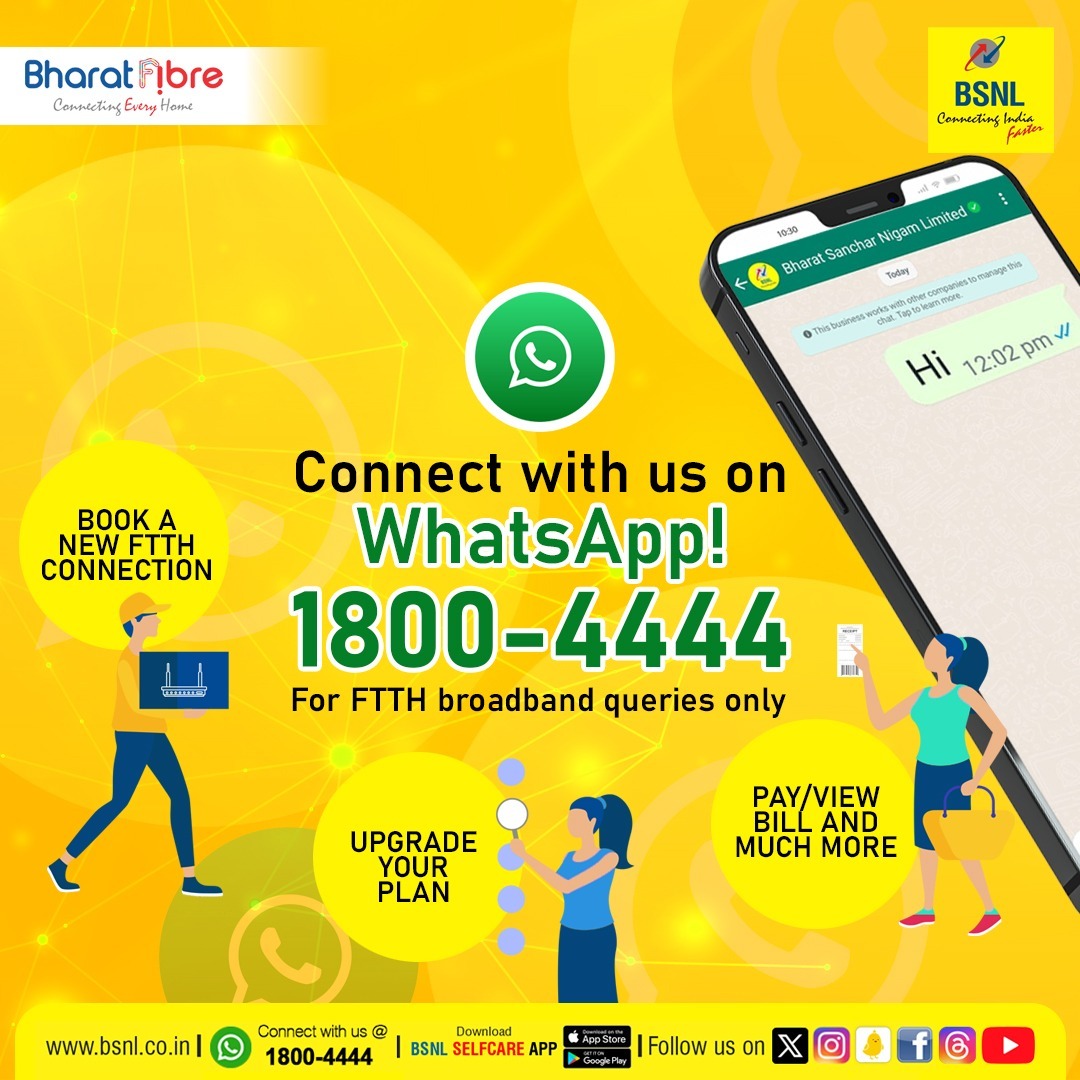 Bharat Fibre
Connecting Every Home
BSNL
Connecting India
Faster
10:30
Bharat Sanchar Nigam Limited
BSNL
Today
This business works with other companies to manage this
chat. Tap to learn more.
Hi 12:02 pm
Connect with us on
WhatsApp!
1800-4444
For FTTH broadband queries only
BOOK A
NEW FTTH
CONNECTION
RECEIPT
UPGRADE
YOUR
PLAN
PAY/VIEW
BILL AND
MUCH MORE
www.bsnl.co.in
Connect with us @
1800-4444
Download
BSNL SELFCARE APP
Download on the
App Store
GET IT ON
Google Play
Follow us on